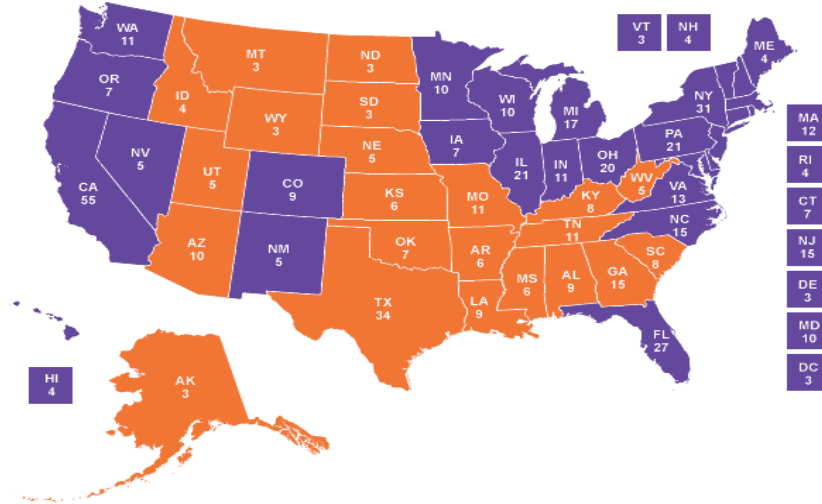 WA
11
VT
3
NH
4
ME
4
MT
3
ND
3
MN
10
OR
7
ID
4
SD
3
WI
10
MI
17
NY
31
WY
3
MA
12
NE
5
IA
7
PA
21
NV
5
UT
5
CO
9
IL
21
IN
11
OH
20
RI
4
CA
55
KS
6
MO
11
KY
8
WV
5
VA
13
CT
7
NC
15
TN
11
AZ
10
NM
5
OK
7
AR
6
NJ
15
SC
8
MS
6
AL
9
GA
15
DE
3
TX
34
LA
9
MD
10
FL
27
HI
4
AK
3
DC
3